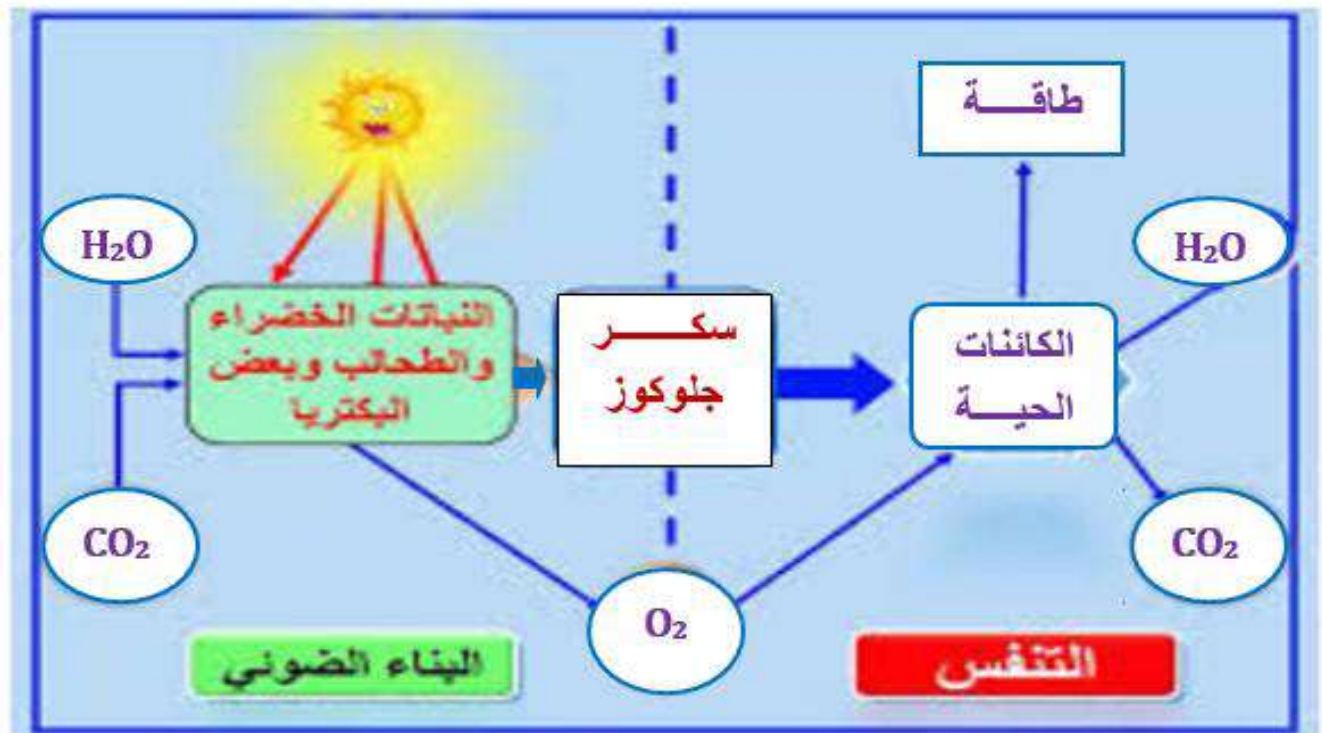 طاقـــــة
H₂O
H₂O
النباتات الخضراء
والطحالب وبعض
البكتريا
سكـــــر
جلوكوز
الكائنات
الحيـــة
CO₂
CO₂
O₂
البناء الضوئي
التنفس